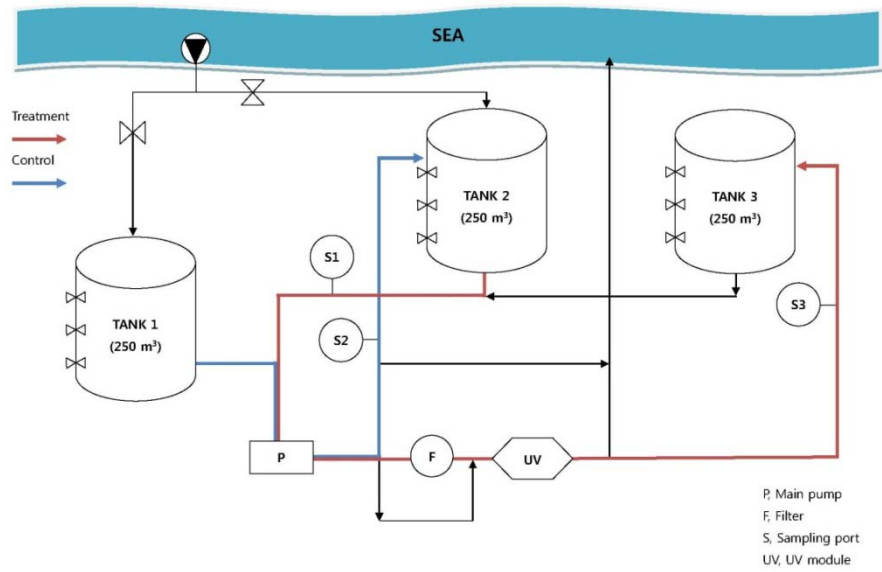 SEA
Treatment
Control
TANK 2
(250 m³)
TANK 3
(250 m³)
S1
TANK 1
(250 m³)
S2
S3
P
F
UV
P, Main pump
F, Filter
S, Sampling port
UV, UV module